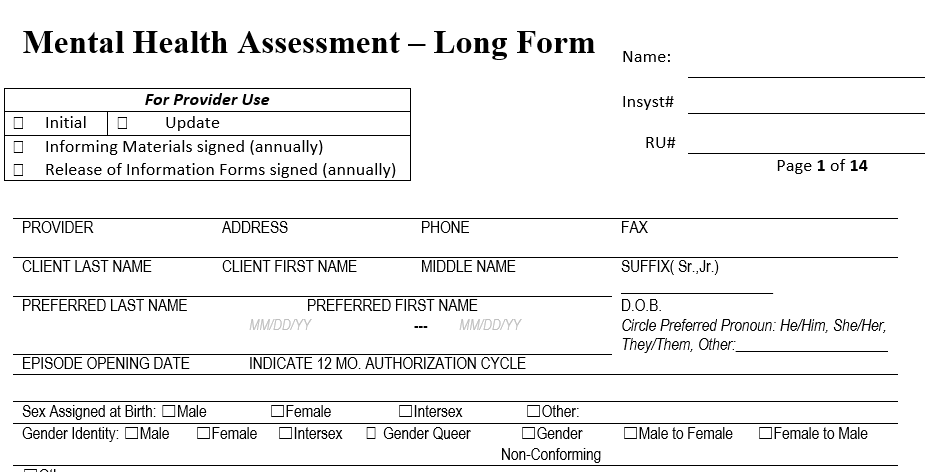 Mental Health Assessment – Long Form
Name:
For Provider Use
☐ Initial ☐ Update
Insyst#
☐ Informing Materials signed (annually)
RU#
☐ Release of Information Forms signed (annually)
Page 1 of 14
PROVIDER ADDRESS PHONE FAX
CLIENT LAST NAME CLIENT FIRST NAME MIDDLE NAME SUFFIX( Sr.,Jr.)
PREFERRED LAST NAME PREFERRED FIRST NAME D.O.B.
MM/DD/YY --- MM/DD/YY Circle Preferred Pronoun: He/Him, She/Her,
They/Them, Other:
EPISODE OPENING DATE INDICATE 12 MO. AUTHORIZATION CYCLE
Sex Assigned at Birth: ☐Male ☐Female ☐Intersex ☐Other:
Gender Identity: ☐Male ☐Female ☐Intersex ☐ Gender Queer ☐Gender ☐Male to Female ☐Female to Male
Non-Conforming